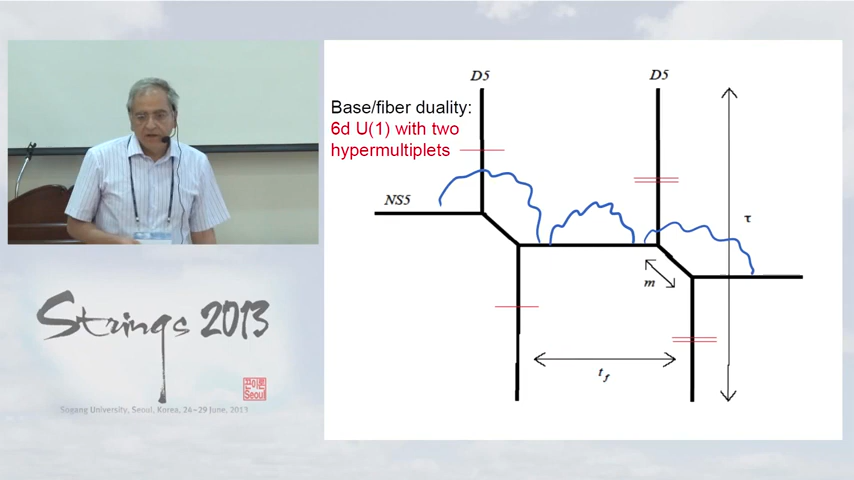 D5
D5
Base/fiber duality:
6d U(1) with two
hypermultiplets
NS5
τ
m
t_f
Strings 2013
Seoul
Sogang University, Seoul, Korea, 24-29 June, 2013